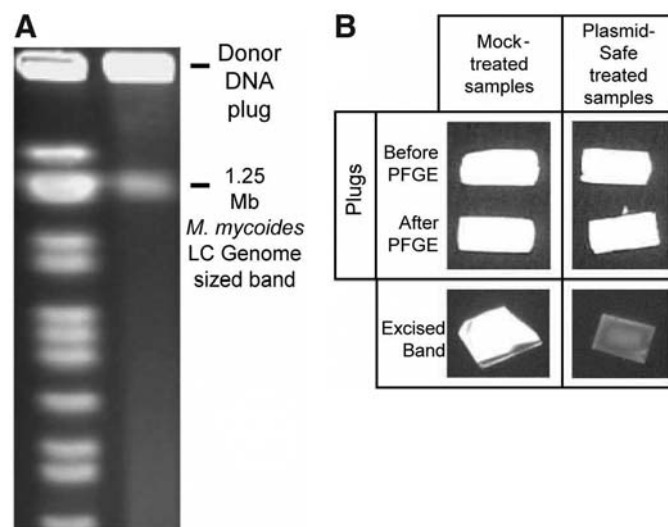 A
Donor
DNA
plug
1.25
Mb
M. mycoides
LC Genome
sized band
B
Mock-
treated
samples
Plasmid-
Safe
treated
samples
Plugs
Before
PFGE
After
PFGE
Excised
Band